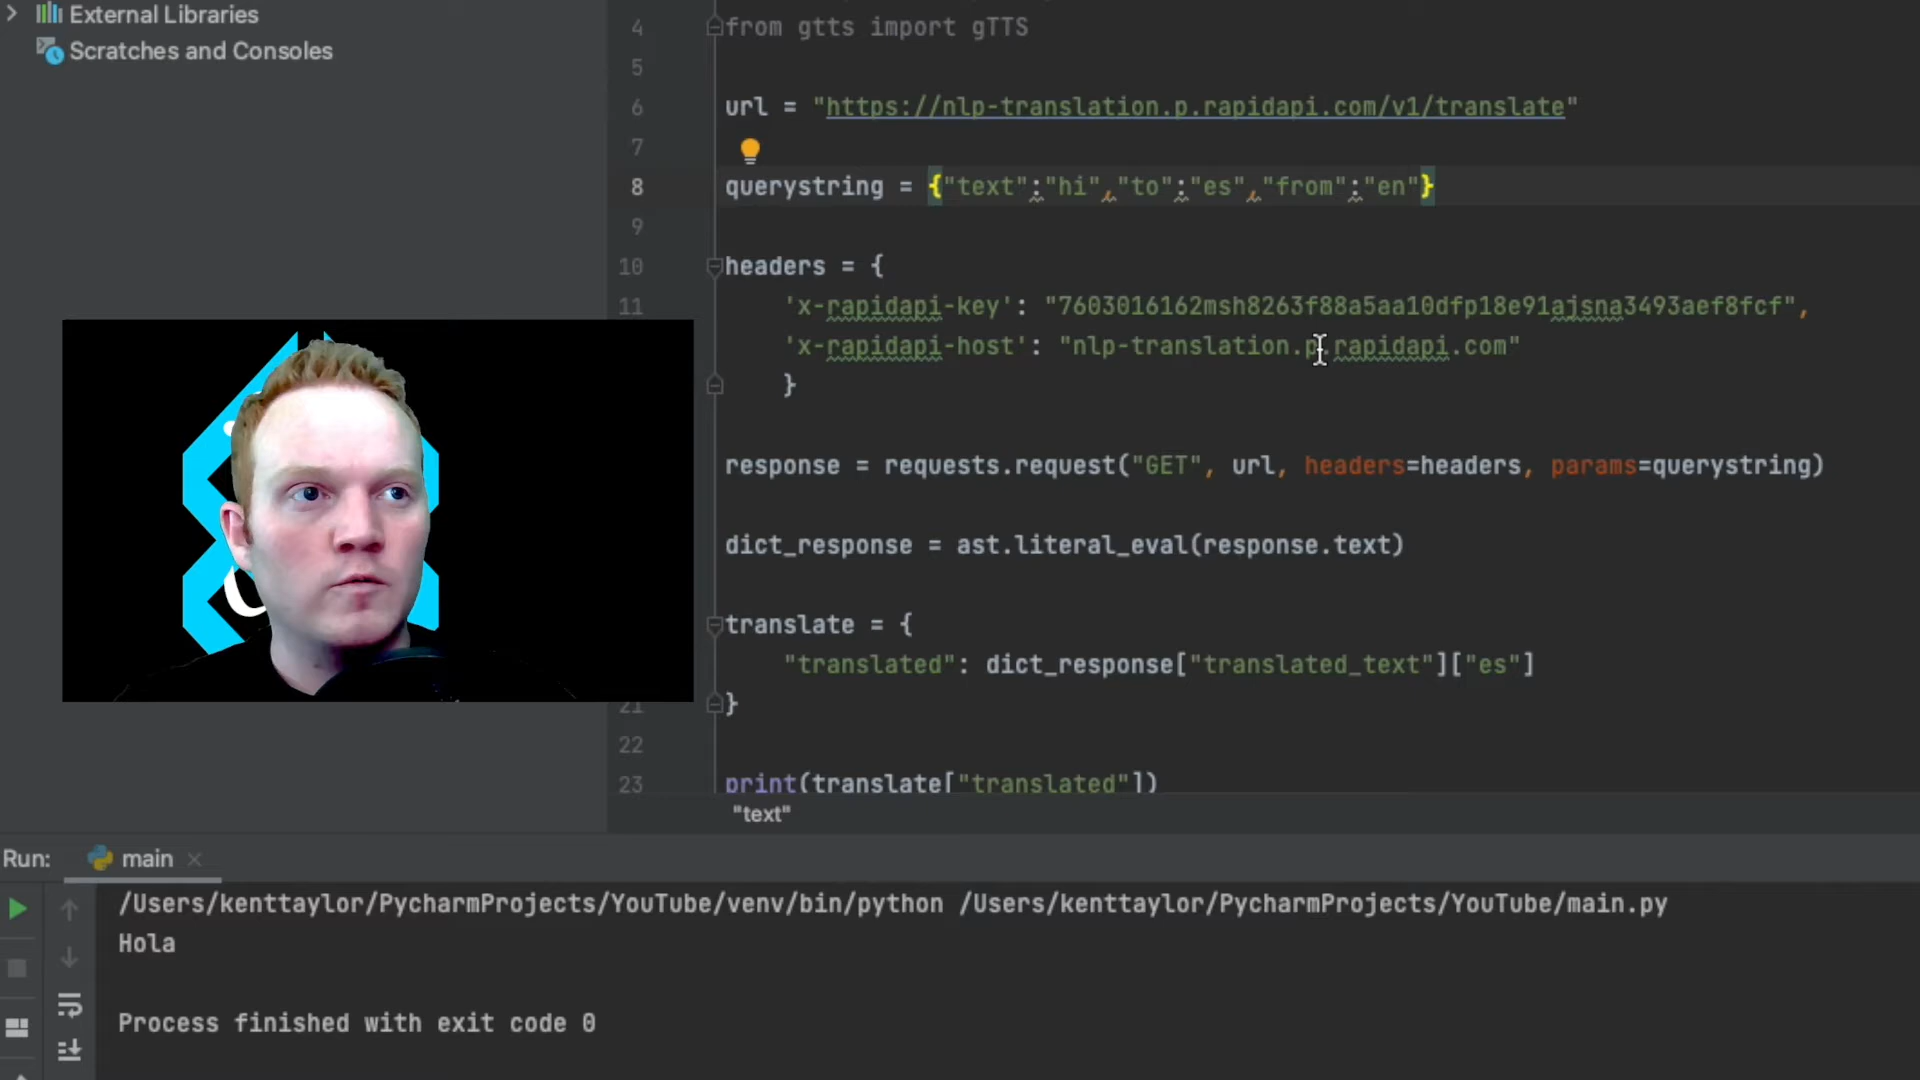 External Libraries
Scratches and Consoles
4 from gtts import gTTS
5
6 url = "https://nlp-translation.p.rapidapi.com/v1/translate"
7
8 querystring = {"text":"hi","to":"es","from":"en"}
9
10 headers = {
11 'x-rapidapi-key': "7603016162msh8263f88a5aa10dfp18e91ajsna3493aef8fcf",
'x-rapidapi-host': "nlp-translation.p.rapidapi.com"
}
response = requests.request("GET", url, headers=headers, params=querystring)
dict_response = ast.literal_eval(response.text)
translate = {
"translated": dict_response["translated_text"]["es"]
21 }
22
23 print(translate["translated"])
"text"
Run: main
/Users/kenttaylor/PycharmProjects/YouTube/venv/bin/python /Users/kenttaylor/PycharmProjects/YouTube/main.py
Hola
Process finished with exit code 0